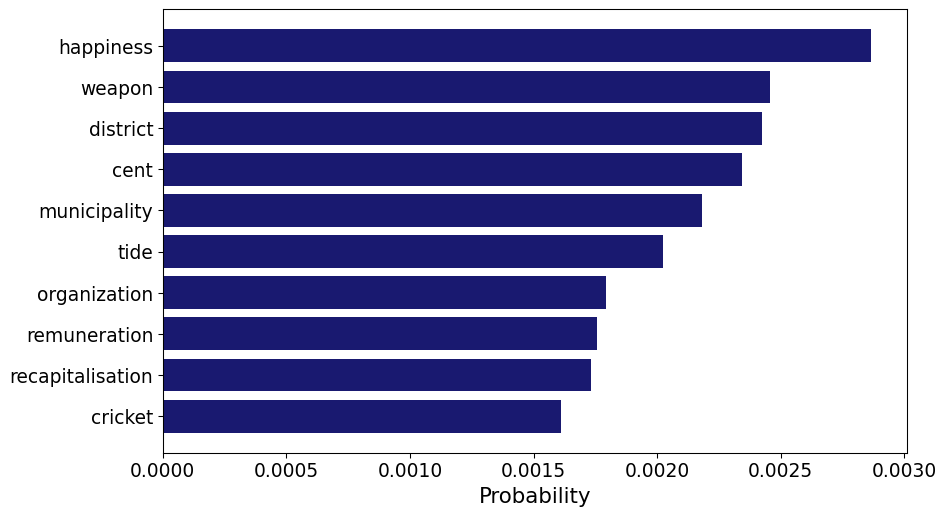 happiness
weapon
district
cent
municipality
tide
organization
remuneration
recapitalisation
cricket
0.0000 0.0005 0.0010 0.0015 0.0020 0.0025 0.0030
Probability